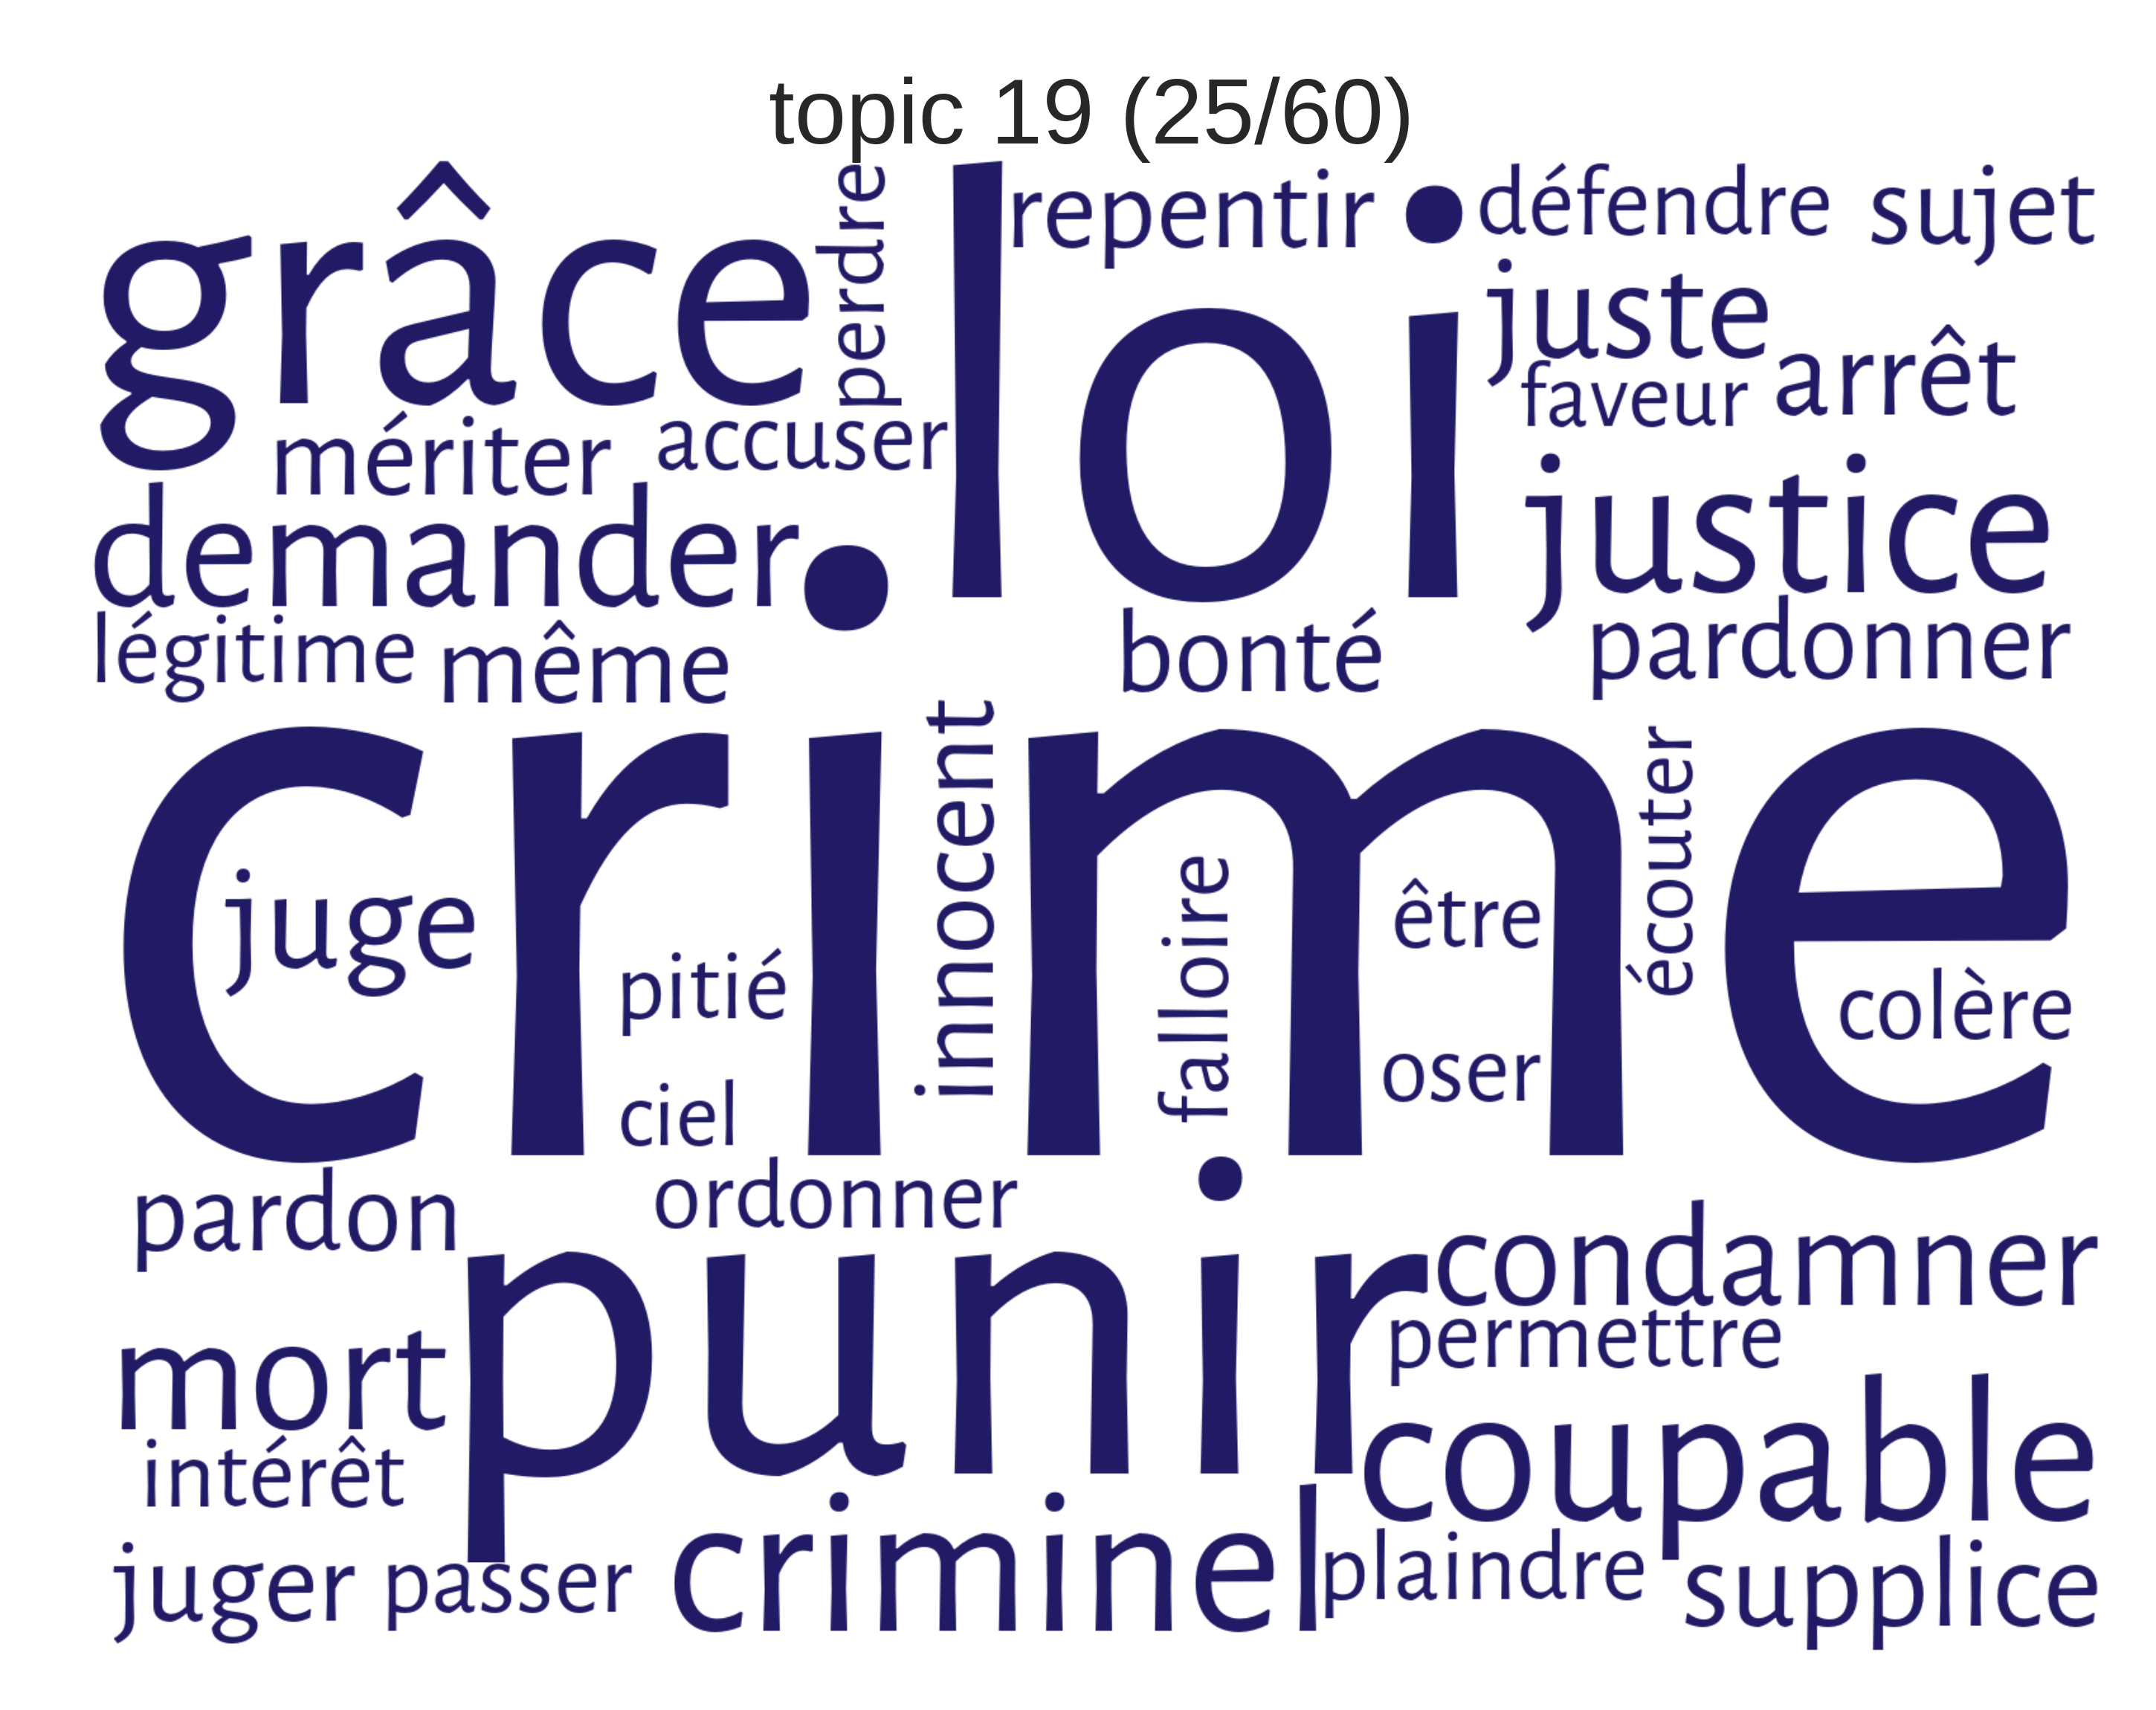 topic 19 (25/60)
grâce
perdre
loi
repentir
défendre
sujet
juste
faveur
arrêt
mériter
accuser
demander
justice
légitime
même
bonté
pardonner
crime
juge
pitié
ciel
innocent
falloire
être
oser
écouter
colère
pardon
ordonner
punir
condamner
permettre
mort
intérêt
coupable
juger
passer
criminel
plaindre
supplice